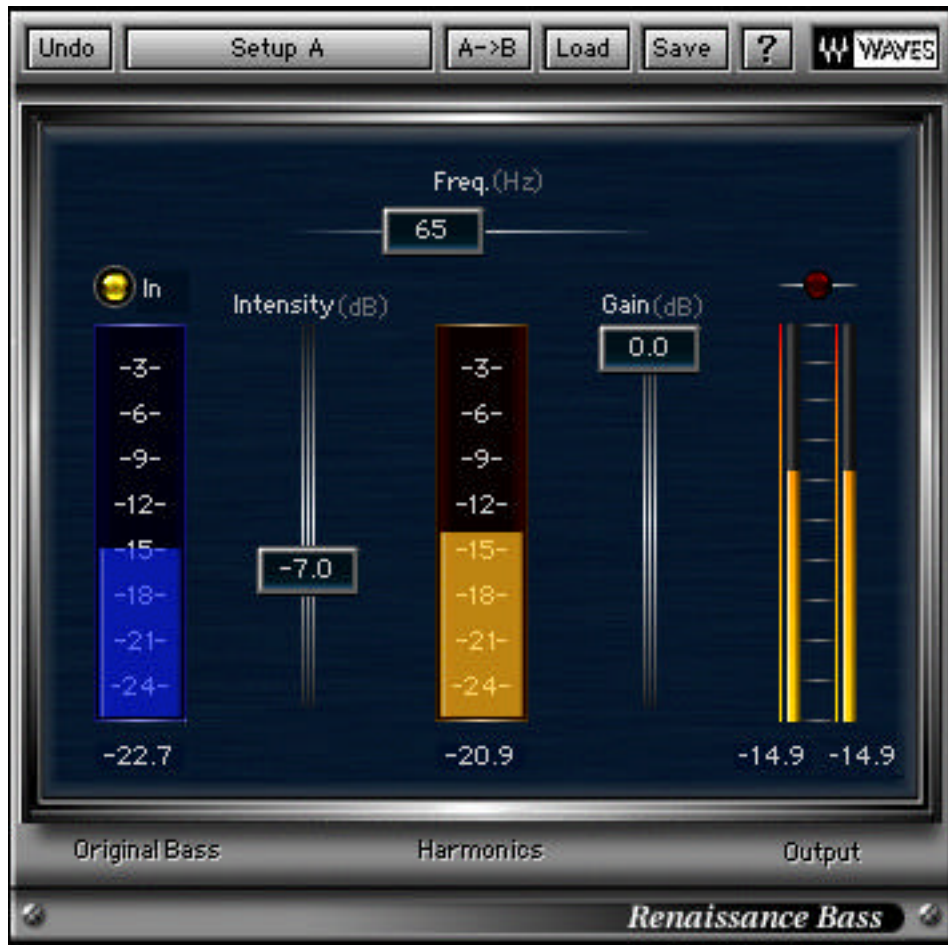 Undo Setup A A->B Load Save ? WAVES
Freq.(Hz)
65
In
Intensity(dB)
Gain(dB)
0.0
-3- -3-
-6- -6-
-9- -9-
-12- -12-
-15- -15-
-7.0
-18- -18-
-21- -21-
-24- -24-
-22.7 -20.9 -14.9 -14.9
Original Bass Harmonics Output
Renaissance Bass